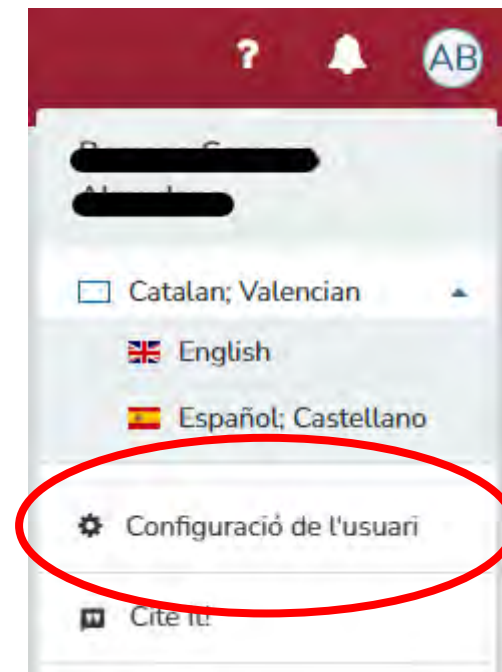 ?
AB
Catalan; Valencian
English
Español; Castellano
Configuració de l'usuari
Cite it!